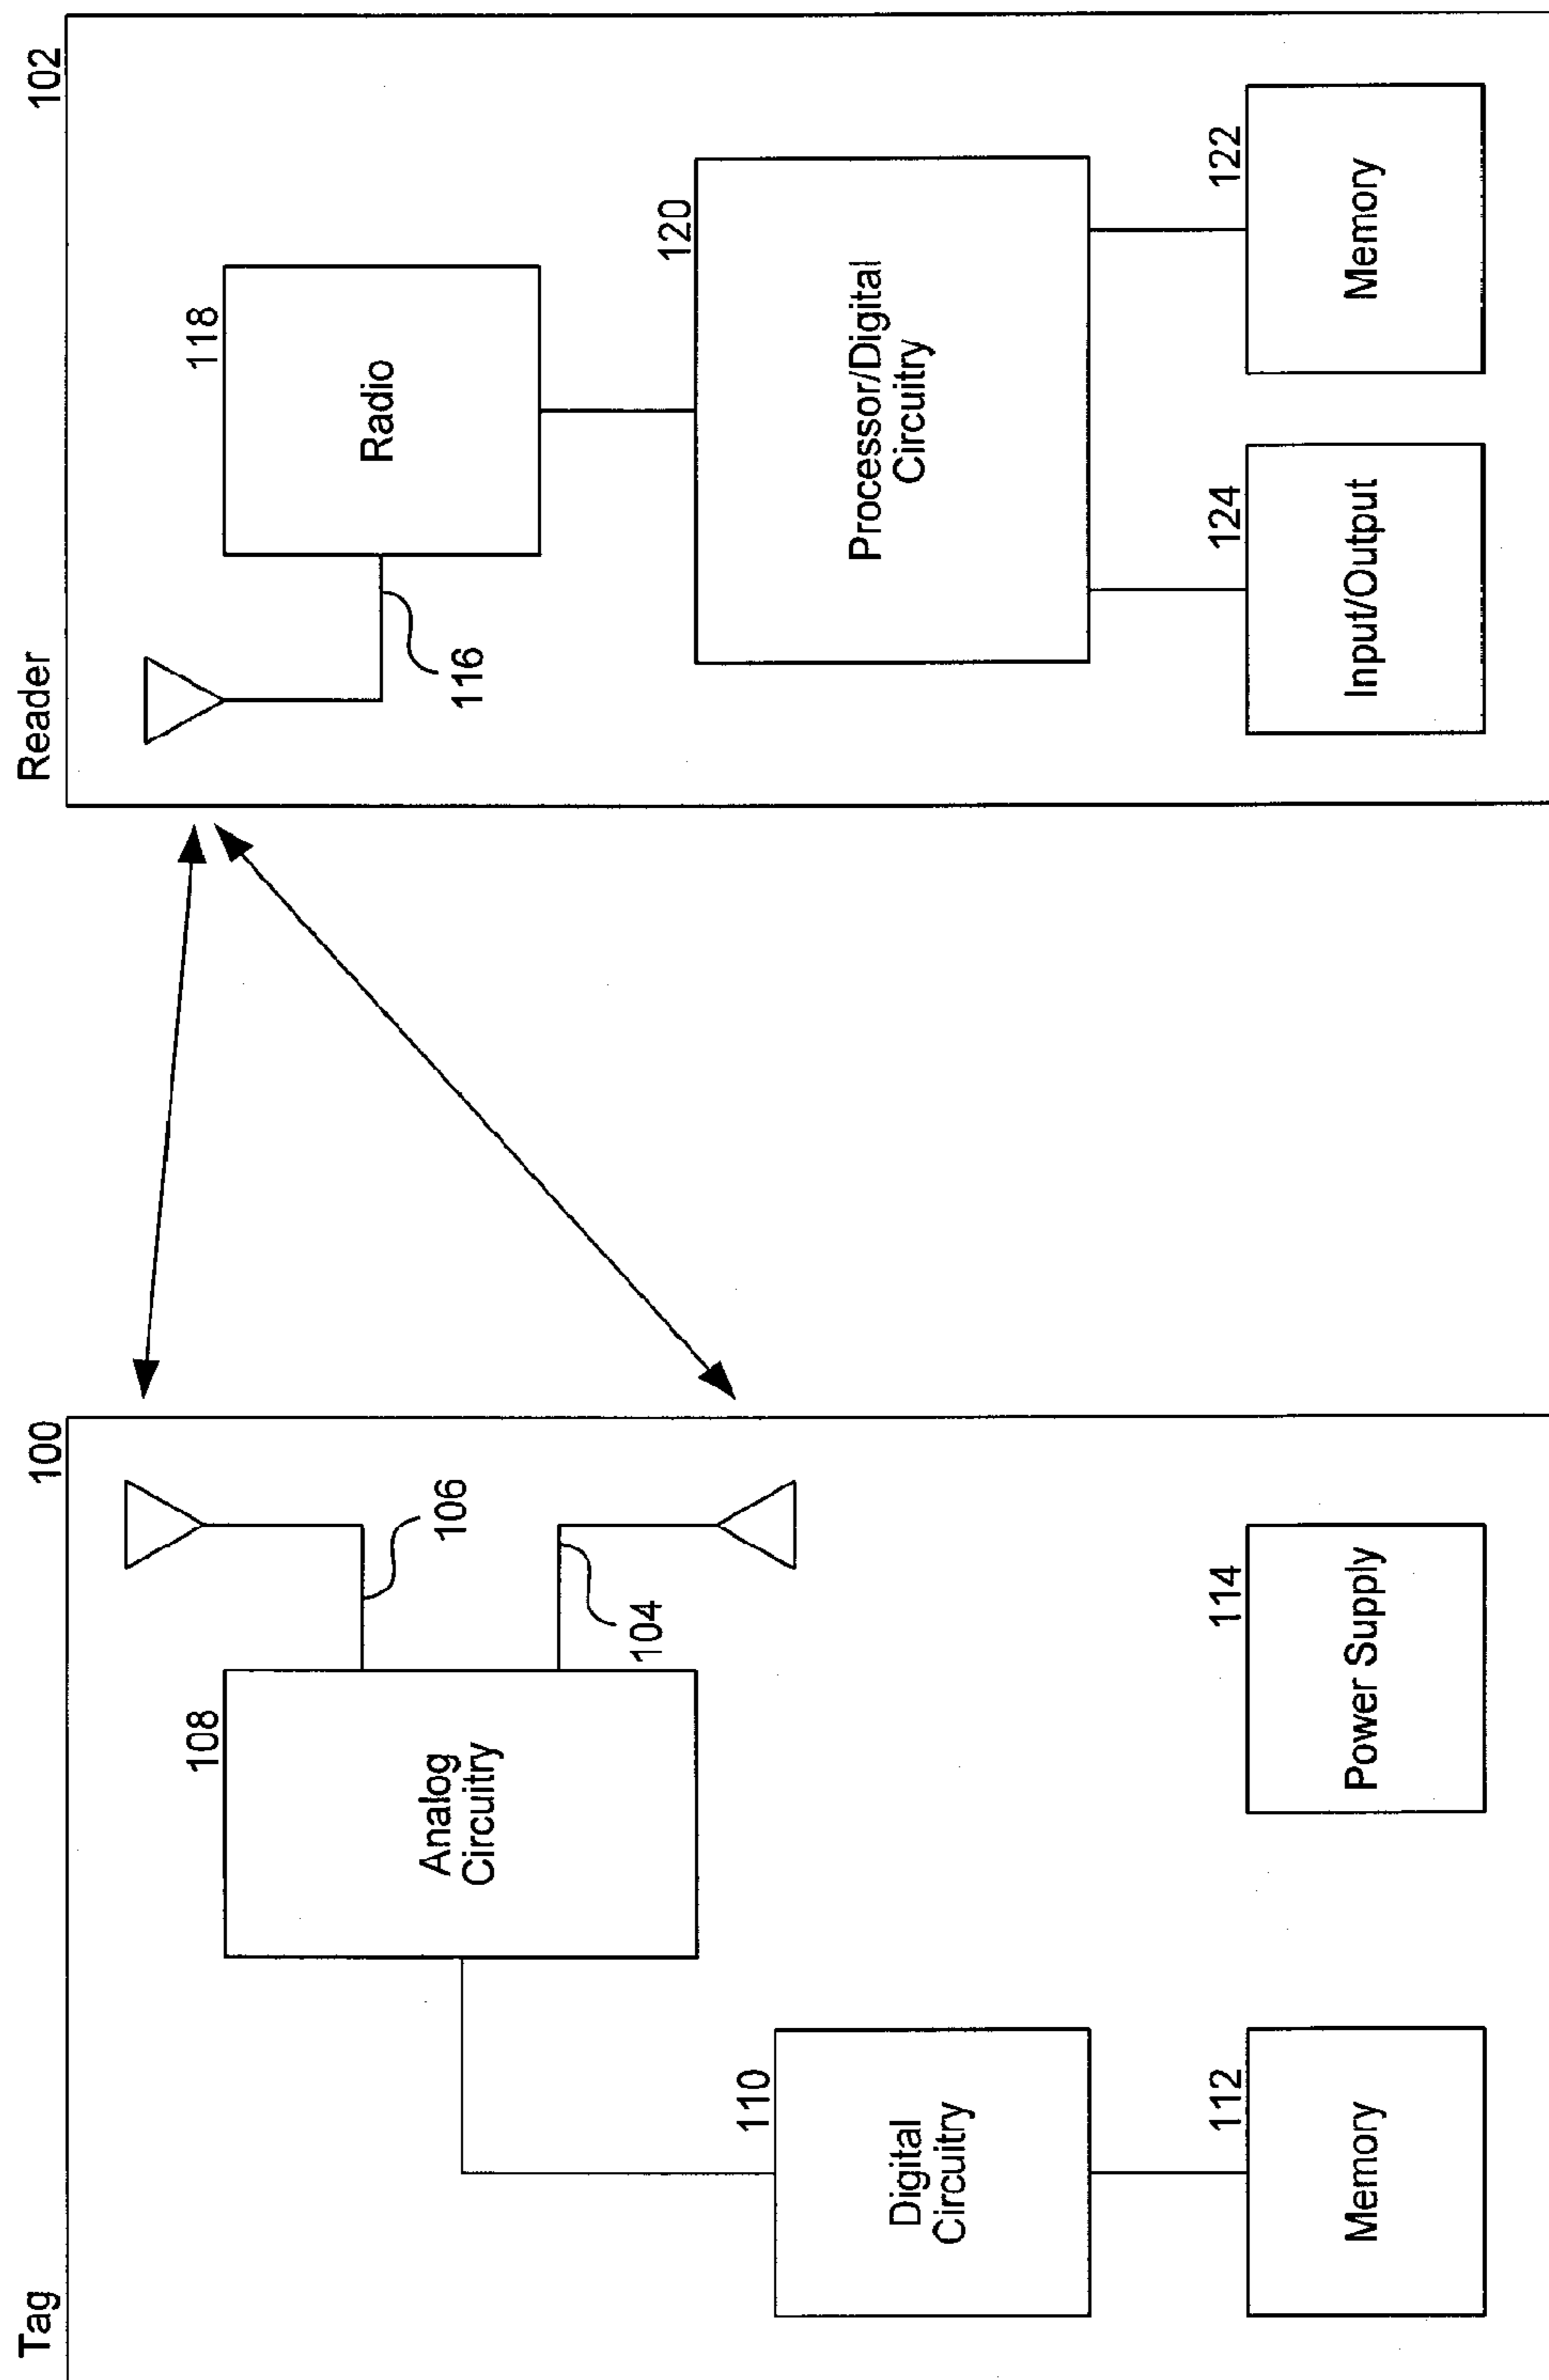 Tag
100
108
Analog
Circuitry
106
104
110
Digital
Circuitry
112
Memory
114
Power Supply
Reader
102
116
118
Radio
120
Processor/Digital
Circuitry
124
Input/Output
122
Memory